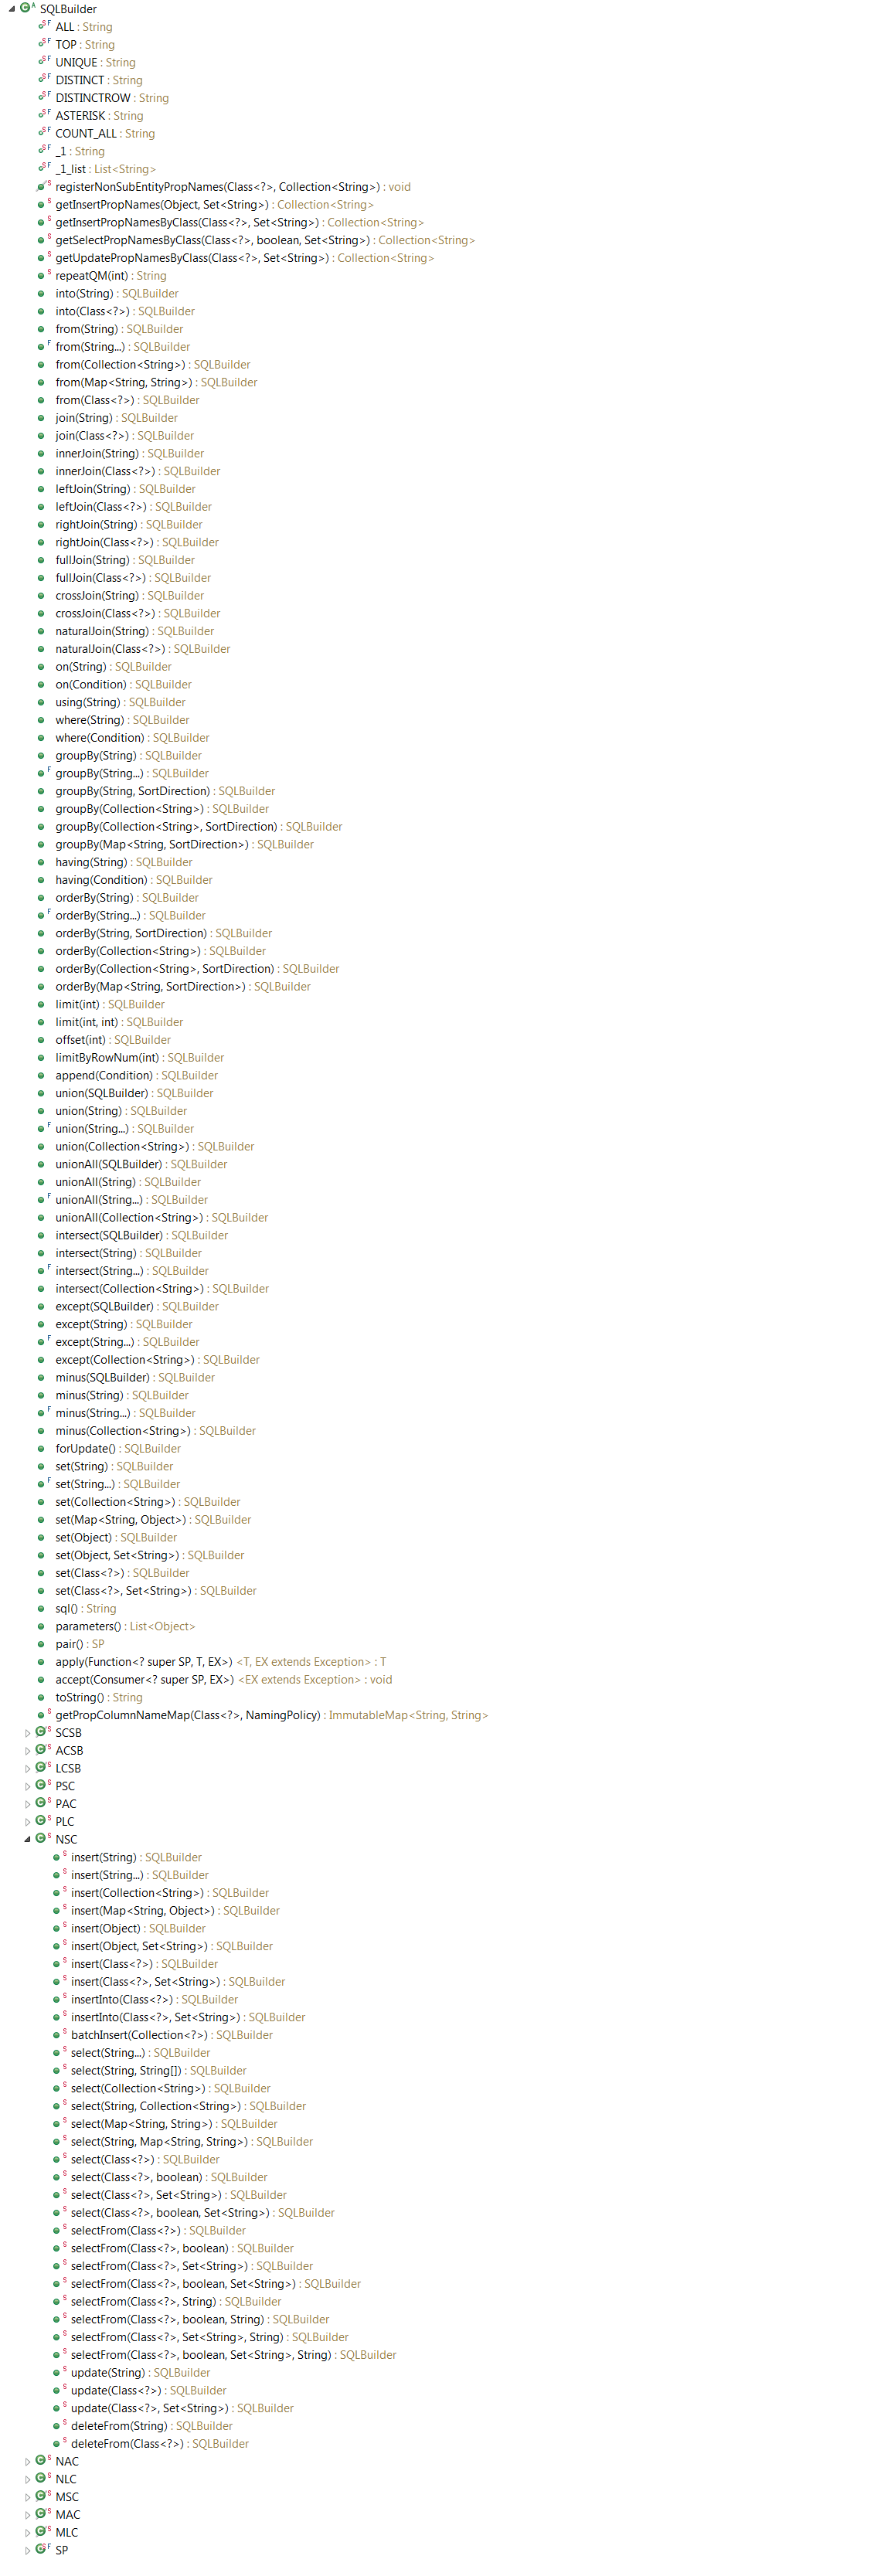 SQLBuilder
ALL : String
TOP : String
UNIQUE : String
DISTINCT : String
DISTINCTROW : String
ASTERISK : String
COUNT_ALL : String
_1 : String
_1_list : List<String>
registerNonSubEntityPropNames(Class<?>, Collection<String>) : void
getInsertPropNames(Object, Set<String>) : Collection<String>
getInsertPropNamesByClass(Class<?>, Set<String>) : Collection<String>
getSelectPropNamesByClass(Class<?>, boolean, Set<String>) : Collection<String>
getUpdatePropNamesByClass(Class<?>, Set<String>) : Collection<String>
repeatQM(int) : String
into(String) : SQLBuilder
into(Class<?>) : SQLBuilder
from(String) : SQLBuilder
from(String...) : SQLBuilder
from(Collection<String>) : SQLBuilder
from(Map<String, String>) : SQLBuilder
from(Class<?>) : SQLBuilder
join(String) : SQLBuilder
join(Class<?>) : SQLBuilder
innerJoin(String) : SQLBuilder
innerJoin(Class<?>) : SQLBuilder
leftJoin(String) : SQLBuilder
leftJoin(Class<?>) : SQLBuilder
rightJoin(String) : SQLBuilder
rightJoin(Class<?>) : SQLBuilder
fullJoin(String) : SQLBuilder
fullJoin(Class<?>) : SQLBuilder
crossJoin(String) : SQLBuilder
crossJoin(Class<?>) : SQLBuilder
naturalJoin(String) : SQLBuilder
naturalJoin(Class<?>) : SQLBuilder
on(String) : SQLBuilder
on(Condition) : SQLBuilder
using(String) : SQLBuilder
where(String) : SQLBuilder
where(Condition) : SQLBuilder
groupBy(String) : SQLBuilder
groupBy(String...) : SQLBuilder
groupBy(String, SortDirection) : SQLBuilder
groupBy(Collection<String>) : SQLBuilder
groupBy(Collection<String>, SortDirection) : SQLBuilder
groupBy(Map<String, SortDirection>) : SQLBuilder
having(String) : SQLBuilder
having(Condition) : SQLBuilder
orderBy(String) : SQLBuilder
orderBy(String...) : SQLBuilder
orderBy(String, SortDirection) : SQLBuilder
orderBy(Collection<String>) : SQLBuilder
orderBy(Collection<String>, SortDirection) : SQLBuilder
orderBy(Map<String, SortDirection>) : SQLBuilder
limit(int) : SQLBuilder
limit(int, int) : SQLBuilder
offset(int) : SQLBuilder
limitByRowNum(int) : SQLBuilder
append(Condition) : SQLBuilder
union(SQLBuilder) : SQLBuilder
union(String) : SQLBuilder
union(String...) : SQLBuilder
union(Collection<String>) : SQLBuilder
unionAll(SQLBuilder) : SQLBuilder
unionAll(String) : SQLBuilder
unionAll(String...) : SQLBuilder
unionAll(Collection<String>) : SQLBuilder
intersect(SQLBuilder) : SQLBuilder
intersect(String) : SQLBuilder
intersect(String...) : SQLBuilder
intersect(Collection<String>) : SQLBuilder
except(SQLBuilder) : SQLBuilder
except(String) : SQLBuilder
except(String...) : SQLBuilder
except(Collection<String>) : SQLBuilder
minus(SQLBuilder) : SQLBuilder
minus(String) : SQLBuilder
minus(String...) : SQLBuilder
minus(Collection<String>) : SQLBuilder
forUpdate() : SQLBuilder
set(String) : SQLBuilder
set(String...) : SQLBuilder
set(Collection<String>) : SQLBuilder
set(Map<String, Object>) : SQLBuilder
set(Object) : SQLBuilder
set(Object, Set<String>) : SQLBuilder
set(Class<?>) : SQLBuilder
set(Class<?>, Set<String>) : SQLBuilder
sql() : String
parameters() : List<Object>
pair() : SP
apply(Function<? super SP, T, EX>) <T, EX extends Exception> : T
accept(Consumer<? super SP, EX>) <EX extends Exception> : void
toString() : String
getPropColumnNameMap(Class<?>, NamingPolicy) : ImmutableMap<String, String>
SCSB
ACSB
LCSB
PSC
PAC
PLC
NSC
insert(String) : SQLBuilder
insert(String...) : SQLBuilder
insert(Collection<String>) : SQLBuilder
insert(Map<String, Object>) : SQLBuilder
insert(Object) : SQLBuilder
insert(Object, Set<String>) : SQLBuilder
insert(Class<?>) : SQLBuilder
insert(Class<?>, Set<String>) : SQLBuilder
insertInto(Class<?>) : SQLBuilder
insertInto(Class<?>, Set<String>) : SQLBuilder
batchInsert(Collection<?>) : SQLBuilder
select(String...) : SQLBuilder
select(String, String[]) : SQLBuilder
select(Collection<String>) : SQLBuilder
select(String, Collection<String>) : SQLBuilder
select(Map<String, String>) : SQLBuilder
select(String, Map<String, String>) : SQLBuilder
select(Class<?>) : SQLBuilder
select(Class<?>, boolean) : SQLBuilder
select(Class<?>, Set<String>) : SQLBuilder
select(Class<?>, boolean, Set<String>) : SQLBuilder
selectFrom(Class<?>) : SQLBuilder
selectFrom(Class<?>, boolean) : SQLBuilder
selectFrom(Class<?>, Set<String>) : SQLBuilder
selectFrom(Class<?>, boolean, Set<String>) : SQLBuilder
selectFrom(Class<?>, String) : SQLBuilder
selectFrom(Class<?>, boolean, String) : SQLBuilder
selectFrom(Class<?>, Set<String>, String) : SQLBuilder
selectFrom(Class<?>, boolean, Set<String>, String) : SQLBuilder
update(String) : SQLBuilder
update(Class<?>) : SQLBuilder
update(Class<?>, Set<String>) : SQLBuilder
deleteFrom(String) : SQLBuilder
deleteFrom(Class<?>) : SQLBuilder
NAC
NLC
MSC
MAC
MLC
SP